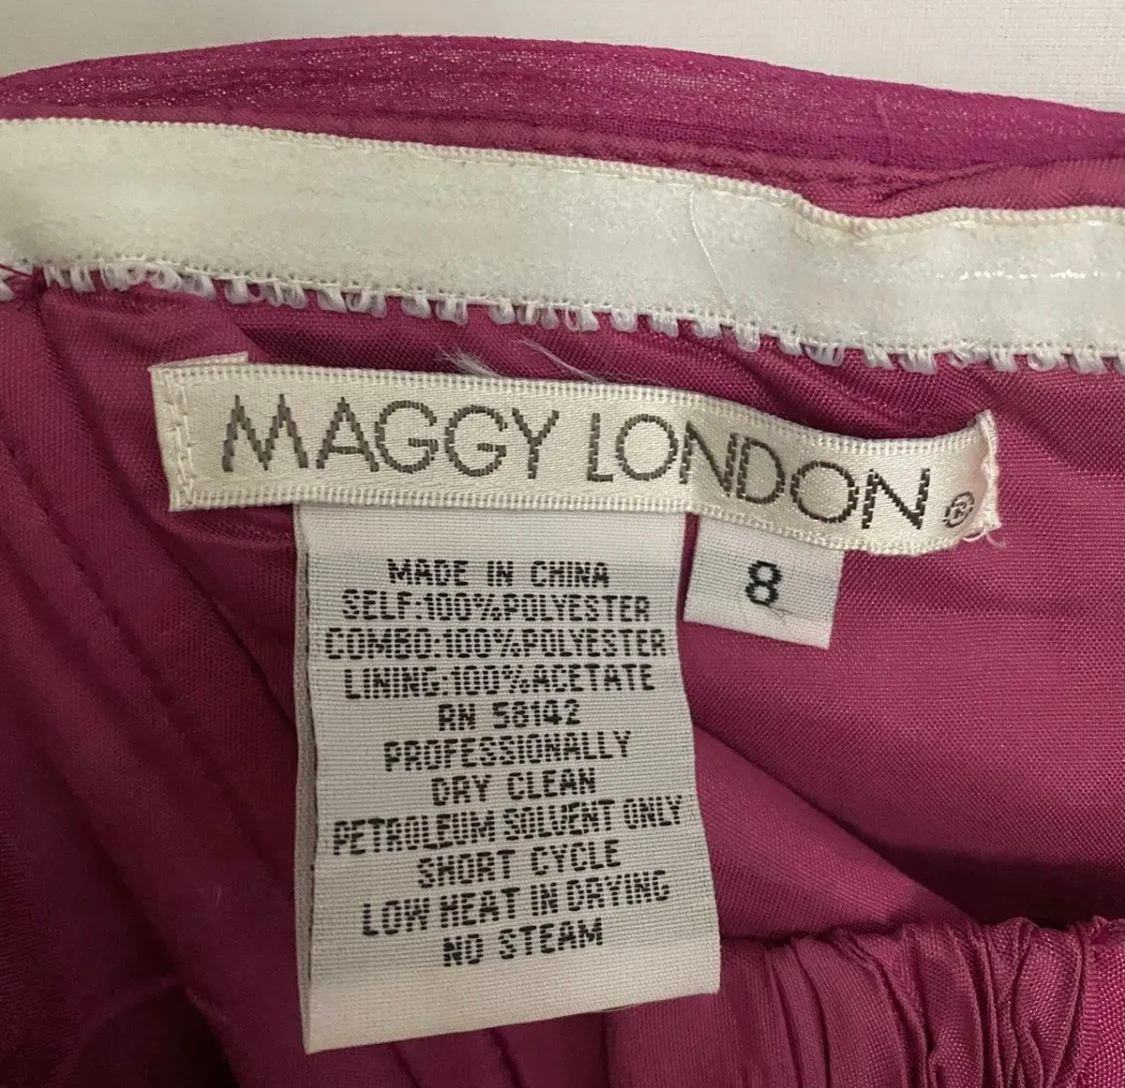 MAGGY LONDON ®
8
MADE IN CHINA
SELF:100%POLYESTER
COMBO:100%POLYESTER
LINING:100%ACETATE
RN 58142
PROFESSIONALLY
DRY CLEAN
PETROLEUM SOLVENT ONLY
SHORT CYCLE
LOW HEAT IN DRYING
NO STEAM